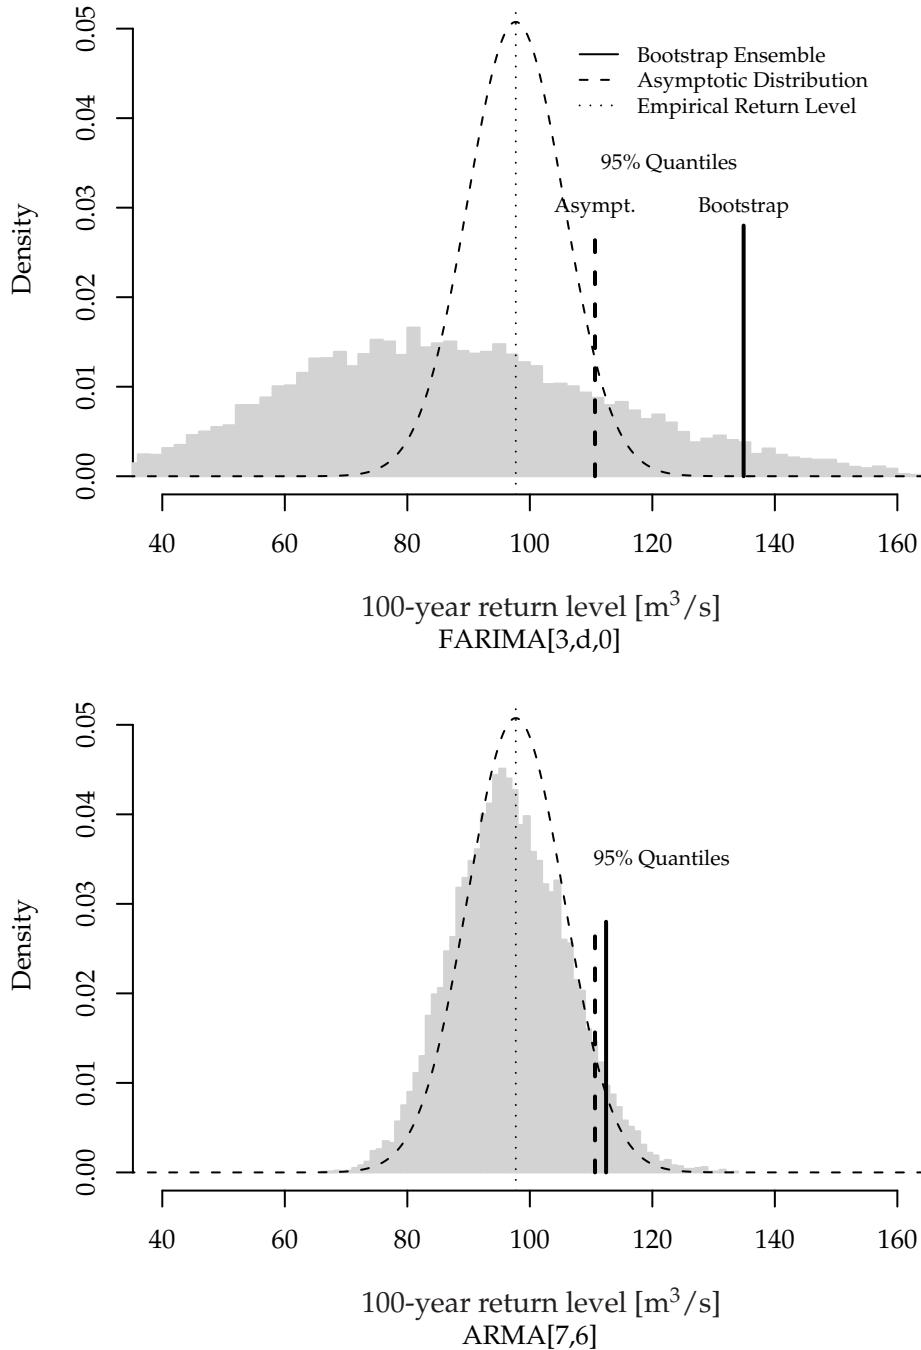 0.05
0.04
0.03
0.02
0.01
0.00
Density
Bootstrap Ensemble
Asymptotic Distribution
Empirical Return Level
95% Quantiles
Asympt. Bootstrap
40 60 80 100 120 140 160
100-year return level [m³/s]
FARIMA[3,d,0]
0.05
0.04
0.03
0.02
0.01
0.00
Density
95% Quantiles
40 60 80 100 120 140 160
100-year return level [m³/s]
ARMA[7,6]